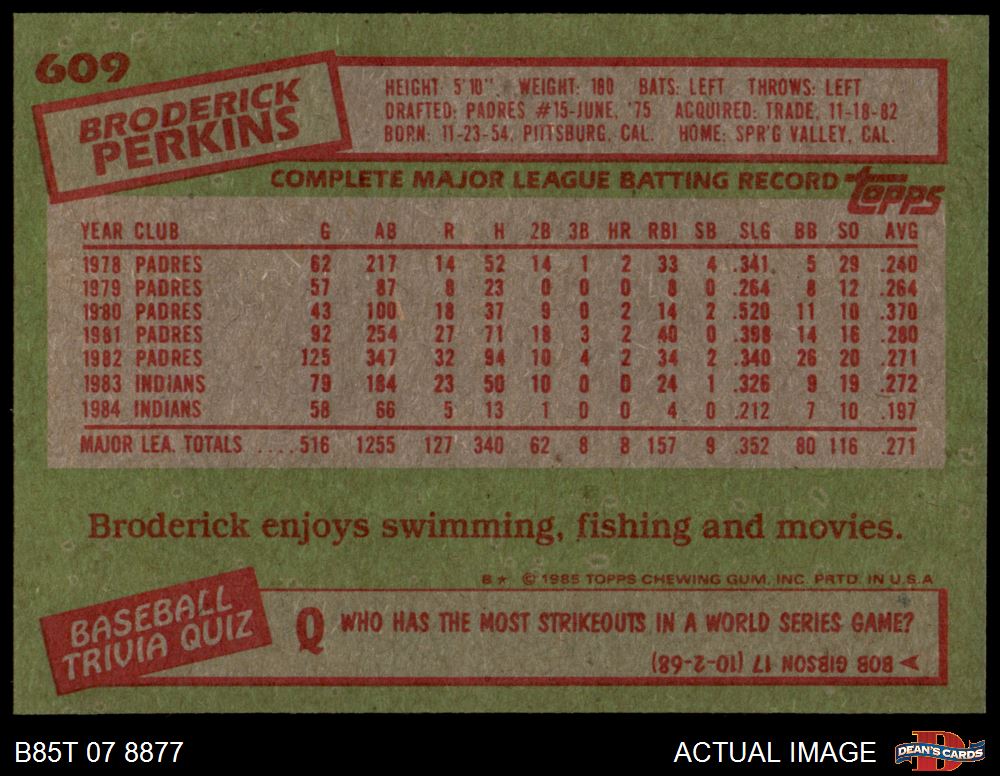 609
BRODERICK
PERKINS
HEIGHT: 5'10" WEIGHT: 180 BATS: LEFT THROWS: LEFT
DRAFTED: PADRES #15-JUNE, '75 ACQUIRED: TRADE, 11-18-82
BORN: 11-23-54, PITTSBURG, CAL. HOME: SPR'G VALLEY, CAL.
COMPLETE MAJOR LEAGUE BATTING RECORD topps
YEAR CLUB G AB R H 2B 3B HR RBI SB SLG BB SO AVG
1978 PADRES 62 217 14 52 14 1 2 33 4 .341 5 29 .240
1979 PADRES 57 87 8 23 0 0 0 8 0 .264 8 12 .264
1980 PADRES 43 100 18 37 9 0 2 14 2 .520 11 10 .370
1981 PADRES 92 254 27 71 18 3 2 40 0 .398 14 16 .280
1982 PADRES 125 347 32 94 10 4 2 34 2 .340 26 20 .271
1983 INDIANS 79 184 23 50 10 0 0 24 1 .326 9 19 .272
1984 INDIANS 58 66 5 13 1 0 0 4 0 .212 7 10 .197
MAJOR LEA. TOTALS ....516 1255 127 340 62 8 8 157 9 .352 80 116 .271
Broderick enjoys swimming, fishing and movies.
B* © 1985 TOPPS CHEWING GUM, INC. PRTD. IN U.S.A
BASEBALL
TRIVIA QUIZ
Q WHO HAS THE MOST STRIKEOUTS IN A WORLD SERIES GAME?
BOB GIBSON 17 (10-2-68)
B85T 07 8877 ACTUAL IMAGE DEAN'S CARDS